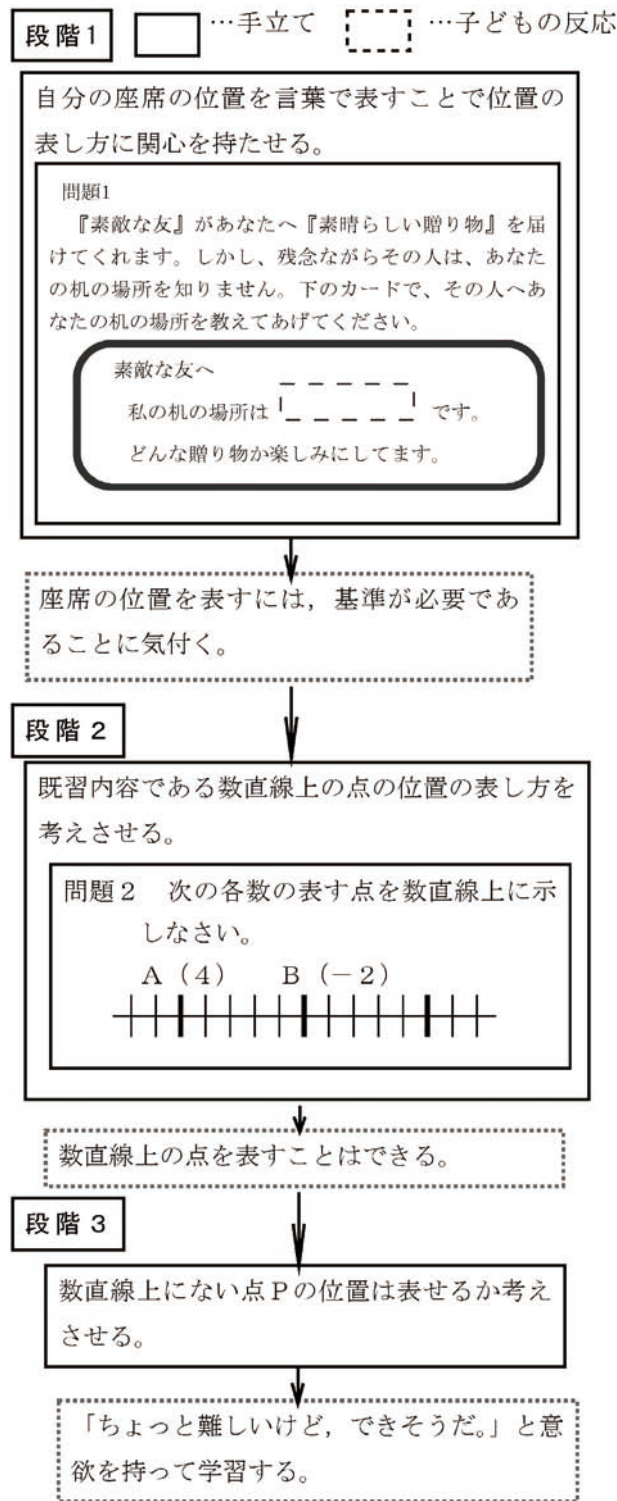 段階1
…手立て
…子どもの反応
自分の座席の位置を言葉で表すことで位置の
表し方に関心を持たせる。
問題1
『素敵な友』があなたへ『素晴らしい贈り物』を届
けてくれます。しかし、残念ながらその人は、あなた
の机の場所を知りません。下のカードで、その人へあ
なたの机の場所を教えてあげてください。
素敵な友へ
私の机の場所は です。
どんな贈り物か楽しみにしてます。
座席の位置を表すには，基準が必要であ
ることに気付く。
段階２
既習内容である数直線上の点の位置の表し方を
考えさせる。
問題２ 次の各数の表す点を数直線上に示
しなさい。
Ａ（４） Ｂ（－２）
数直線上の点を表すことはできる。
段階３
数直線上にない点Ｐの位置は表せるか考え
させる。
「ちょっと難しいけど，できそうだ。」と意
欲を持って学習する。